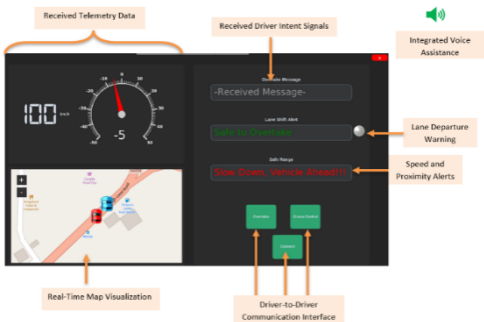 Received Telemetry Data
Received Driver Intent Signals
Integrated Voice
Assistance
x
Overtake Message
-Received Message-
100
-5
Lane Shift Alert
Safe to Overtake
Lane Departure
Warning
Safe Range
Slow Down, Vehicle Ahead!!!
Speed and
Proximity Alerts
+
-
Overtake
Connect
Real-Time Map Visualization
Driver-to-Driver
Communication Interface